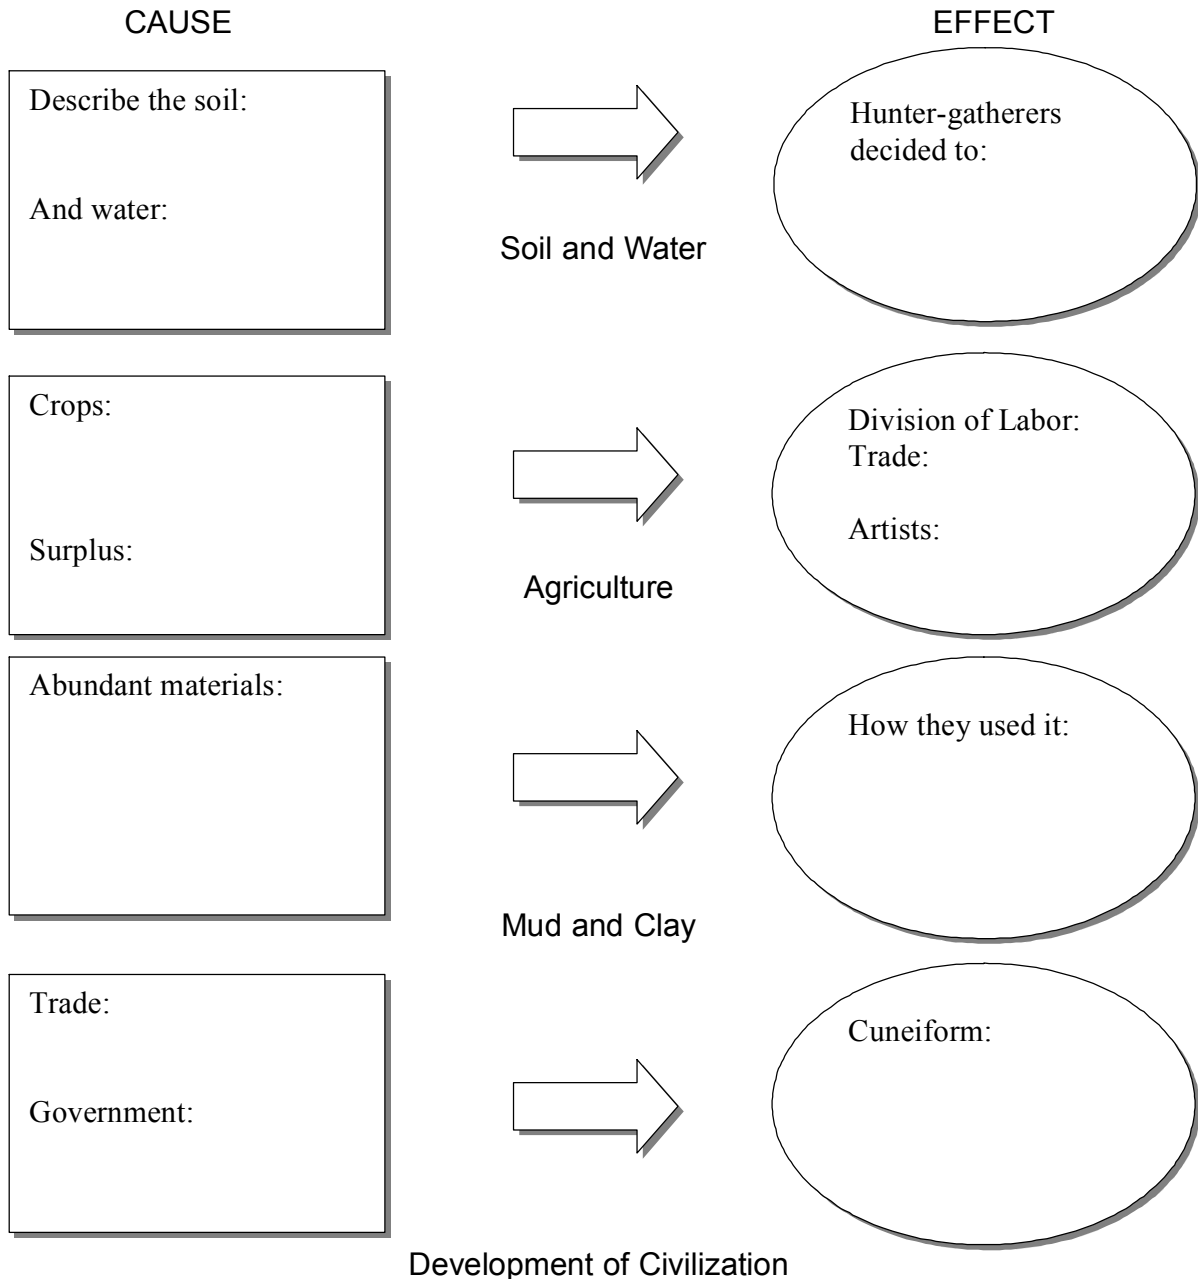 CAUSE
EFFECT
Describe the soil:
And water:
Soil and Water
Hunter-gatherers
decided to:
Crops:
Surplus:
Agriculture
Division of Labor:
Trade:
Artists:
Abundant materials:
Mud and Clay
How they used it:
Trade:
Government:
Cuneiform:
Development of Civilization